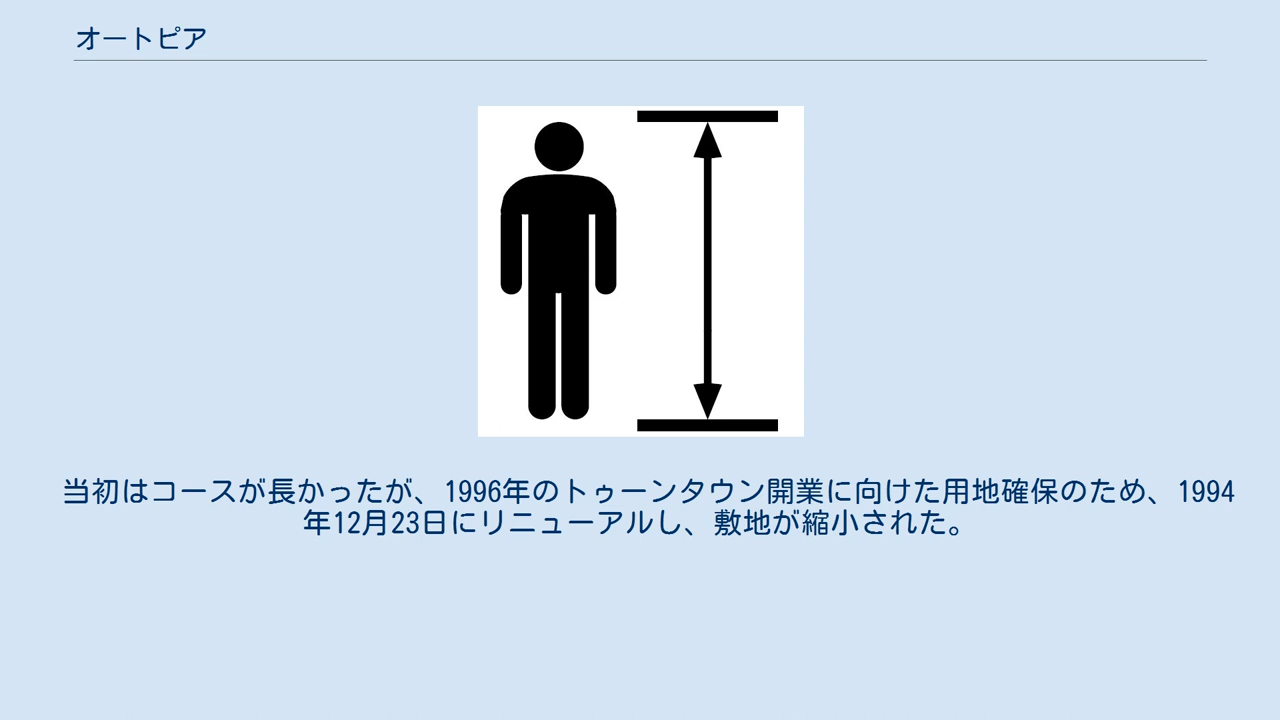 オートピア
当初はコースが長かったが、1996年のトゥーンタウン開業に向けた用地確保のため、1994
年12月23日にリニューアルし、敷地が縮小された。